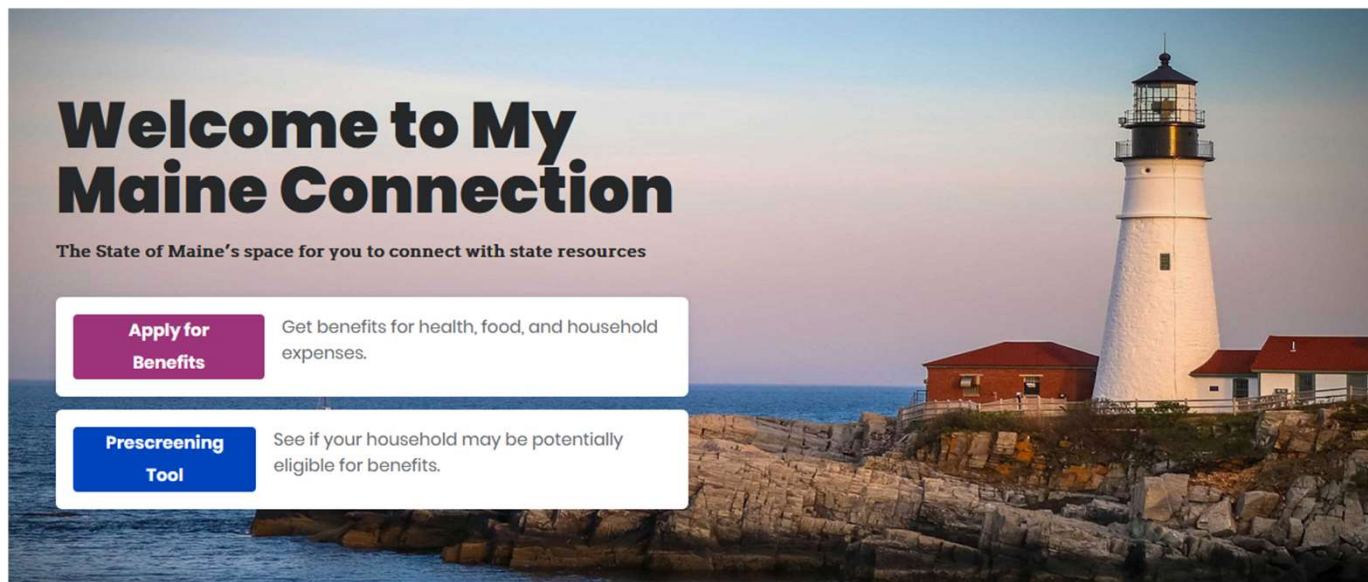 Welcome to My
Maine Connection
The State of Maine's space for you to connect with state resources
Apply for
Benefits
Get benefits for health, food, and household
expenses.
Prescreening
Tool
See if your household may be potentially
eligible for benefits.